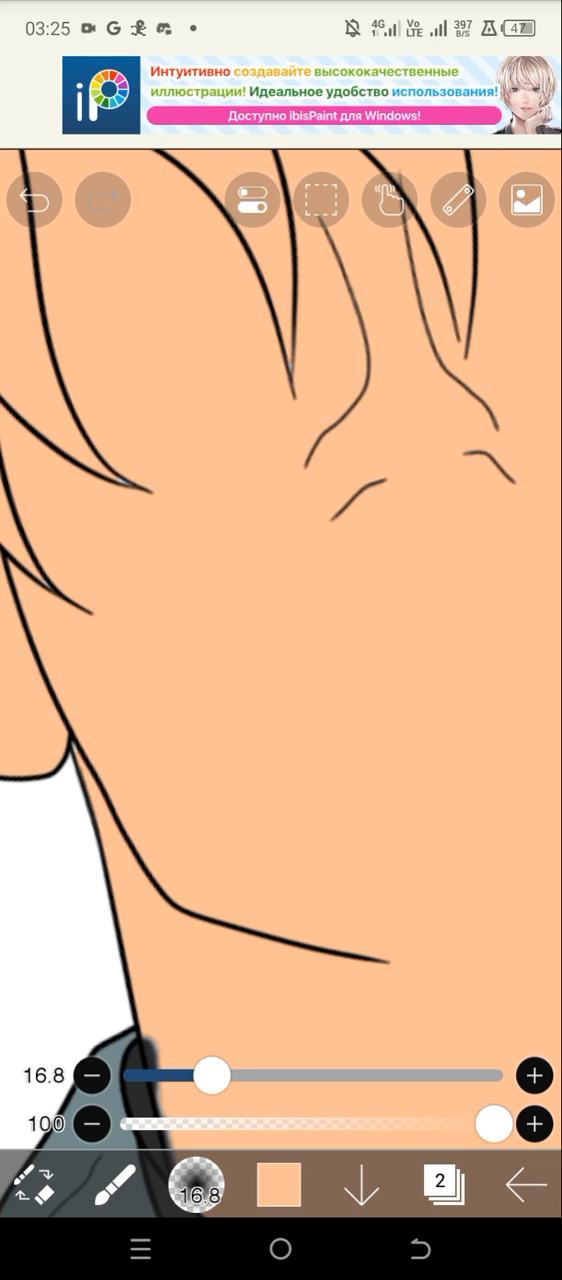 03:25
4G
Vo
LTE
397
B/S
47
iP
Интуитивно создавайте высококачественные
иллюстрации! Идеальное удобство использования!
Доступно ibisPaint для Windows!
16.8
100
16.8
2